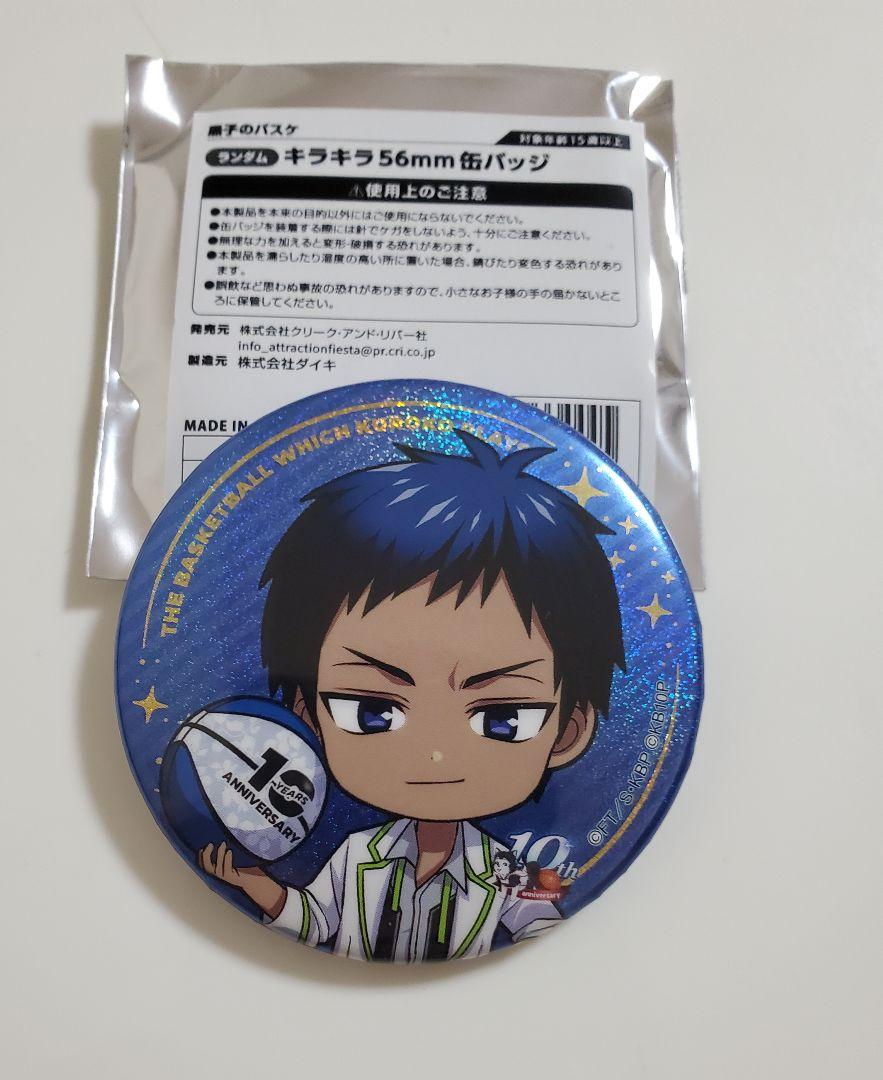 黒子のバスケ
対象年齢15歳以上
ランダム キラキラ56mm缶バッジ
⚠使用上のご注意
●本製品を本来の目的以外にはご使用にならないでください。
●缶バッジを装着する際には針でケガをしないよう、十分にご注意ください。
●無理な力を加えると変形・破損する恐れがあります。
●本製品を濡らしたり湿度の高い所に置いた場合、錆びたり変色する恐れがあり
ます。
●誤飲など思わぬ事故の恐れがありますので、小さなお子様の手の届かないとこ
ろに保管してください。
発売元 株式会社クリーク・アンド・リバー社
info_attractionfiesta@pr.cri.co.jp
製造元 株式会社ダイキ
MADE IN
THE BASKETBALL WHICH KUROKO PLAYS
10
YEARS
ANNIVERSARY
10th
anniversary
©FT/S・KBP ©KB10P